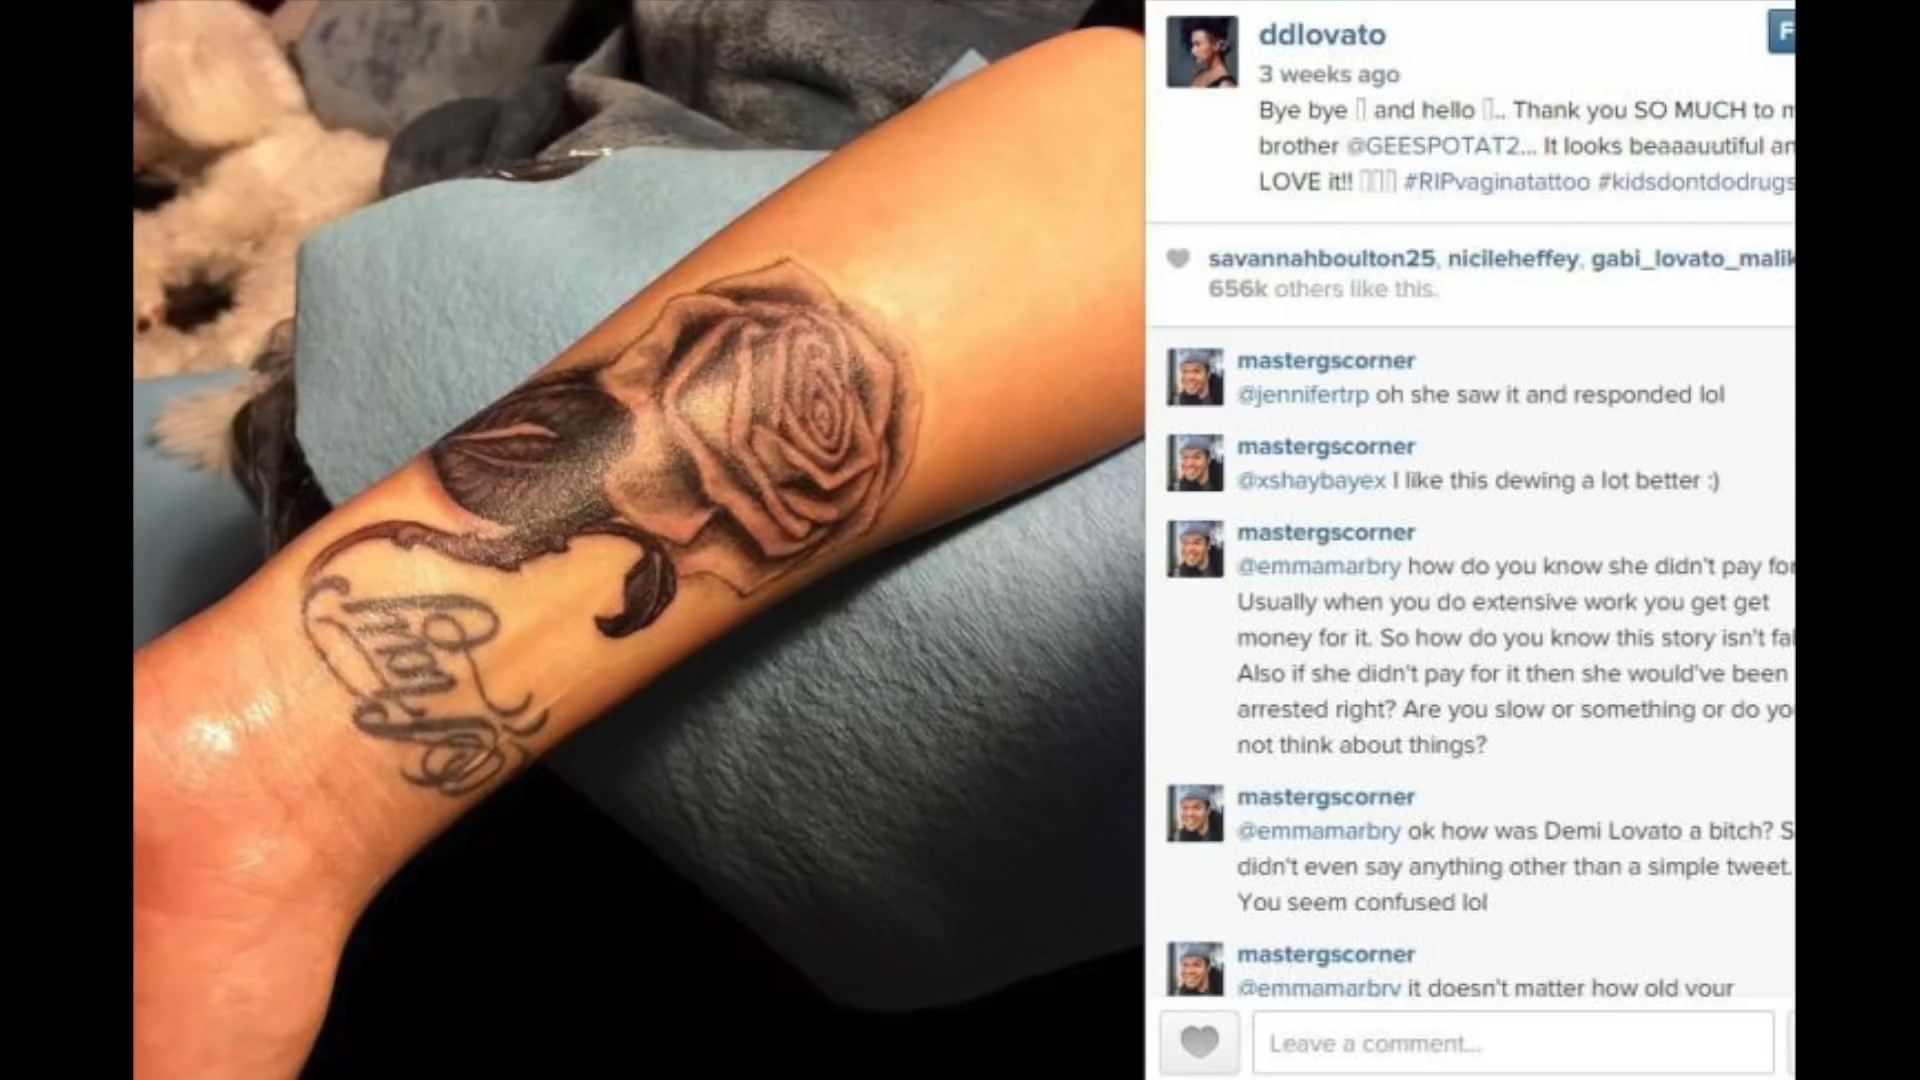 ddlovato
3 weeks ago
Bye bye and hello .. Thank you SO MUCH to m
brother @GEESPOTAT2... It looks beaaauutiful an
LOVE it!! #RIPvaginatattoo #kidsdontdodrugs
savannahboulton25, nicileheffey, gabi_lovato_malik
656k others like this.
mastergscorner
@jennifertrp oh she saw it and responded lol
mastergscorner
@xshaybayex I like this dewing a lot better :)
mastergscorner
@emmamarbry how do you know she didn't pay for
Usually when you do extensive work you get get
money for it. So how do you know this story isn't fal
Also if she didn't pay for it then she would've been
arrested right? Are you slow or something or do yo
not think about things?
mastergscorner
@emmamarbry ok how was Demi Lovato a bitch? S
didn't even say anything other than a simple tweet.
You seem confused lol
mastergscorner
@emmamarbry it doesn't matter how old your
Leave a comment...